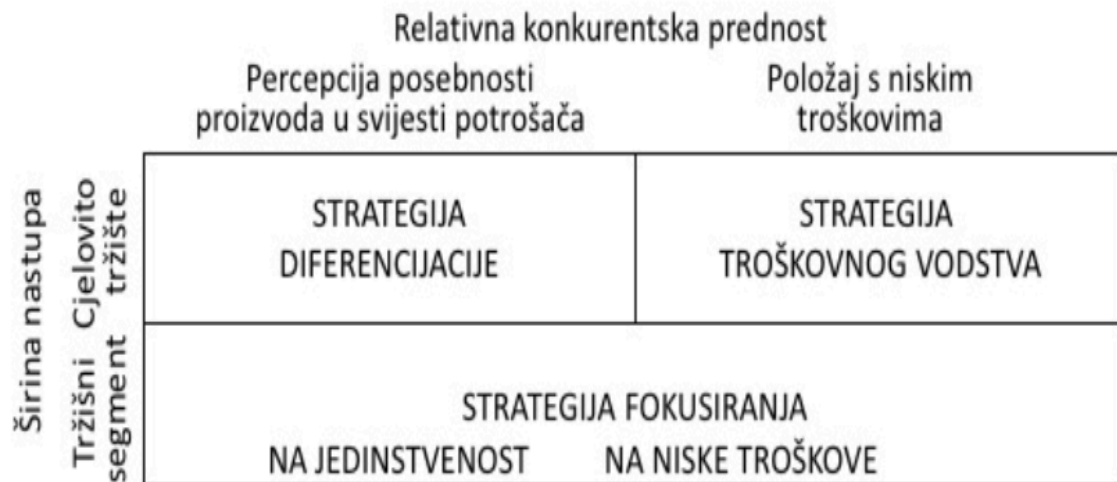 Relativna konkurentska prednost
Percepcija posebnosti
proizvoda u svijesti potrošača
Položaj s niskim
troškovima
Širina nastupa
Cjelovito
tržište
STRATEGIJA
DIFERENCIJACIJE
STRATEGIJA
TROŠKOVNOG VODSTVA
Tržišni
segment
STRATEGIJA FOKUSIRANJA
NA JEDINSTVENOST NA NISKE TROŠKOVE